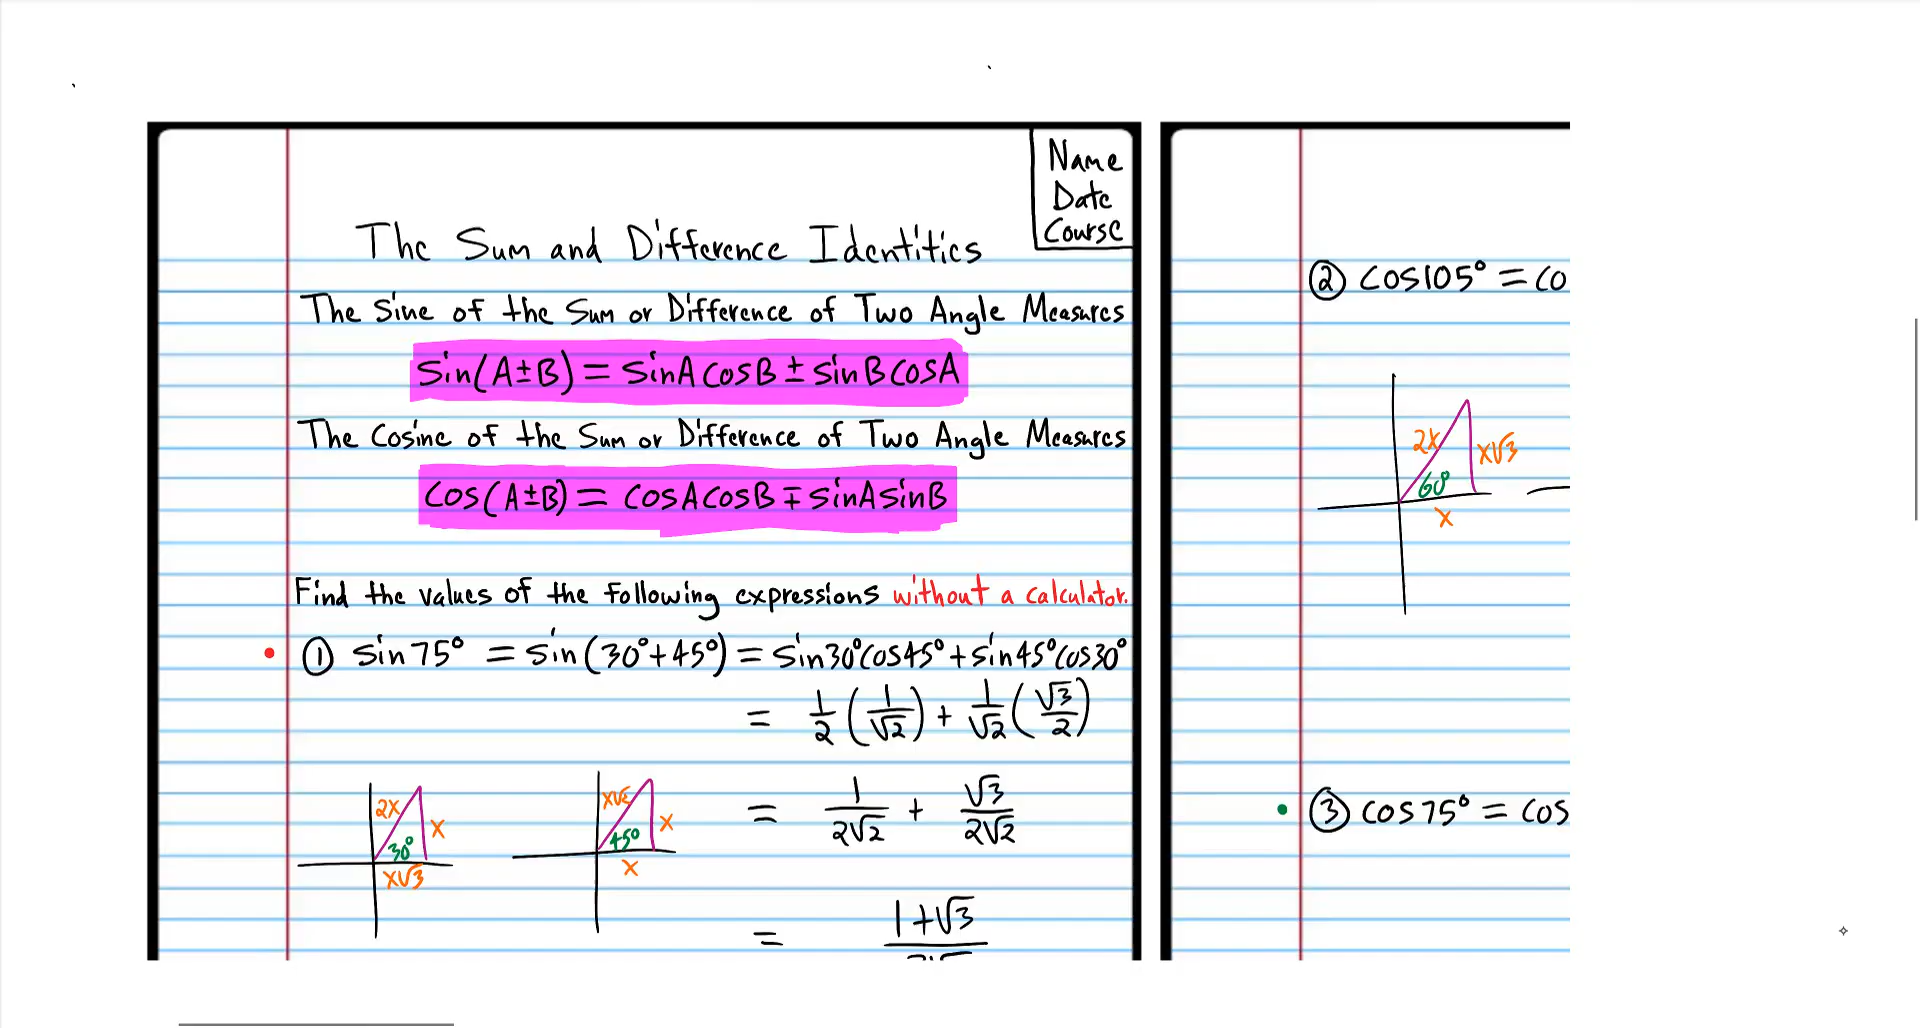 Name
Date
Course
The Sum and Difference Identities
The Sine of the Sum or Difference of Two Angle Measures
Sin(A±B) = sinA cosB ± sinB cosA
The Cosine of the Sum or Difference of Two Angle Measures
Cos(A±B) = cosA cosB ∓ sinA sinB
Find the values of the following expressions without a calculator.
① sin75° = sin(30°+45°) = sin30°cos45° + sin45°cos30°
= 1/2 (1/√2) + 1/√2 (√3/2)
2x x 30° x√3
x√2 x 45° x
= 1/(2√2) + √3/(2√2)
= 1+√3
② cos105° = co
2x x√3 60° x
③ cos75° = cos